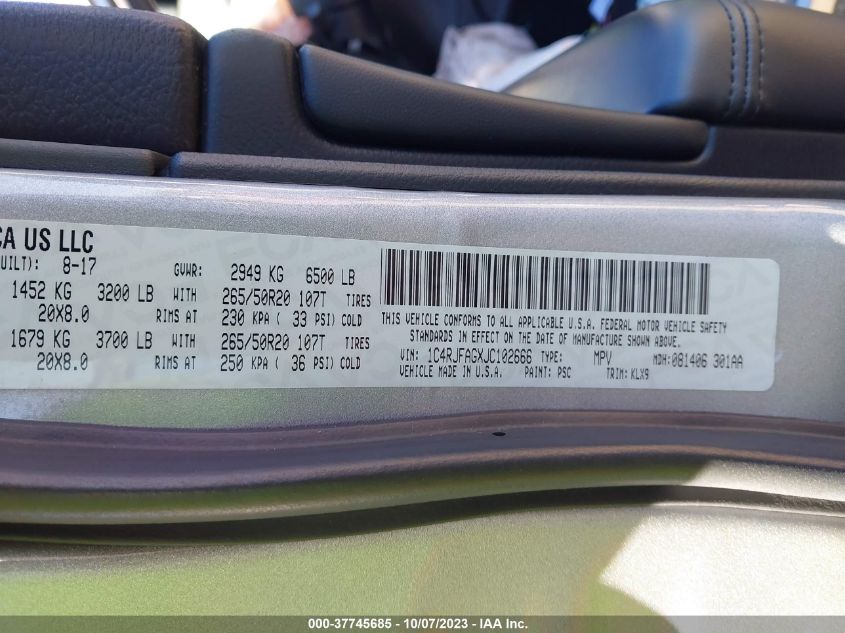 CA US LLC
UILT): 8-17 GVWR: 2949 KG 6500 LB
1452 KG 3200 LB WITH 265/50R20 107T TIRES
20X8.0 RIMS AT 230 KPA ( 33 PSI) COLD
1679 KG 3700 LB WITH 265/50R20 107T TIRES
20X8.0 RIMS AT 250 KPA ( 36 PSI) COLD
THIS VEHICLE CONFORMS TO ALL APPLICABLE U.S.A. FEDERAL MOTOR VEHICLE SAFETY
STANDARDS IN EFFECT ON THE DATE OF MANUFACTURE SHOWN ABOVE.
VIN: 1C4RJFAGXJC102666 TYPE: MPV MDH: 081406 301AA
VEHICLE MADE IN U.S.A. PAINT: PSC TRIM: KLX9
000-37745685 - 10/07/2023 - IAA Inc.